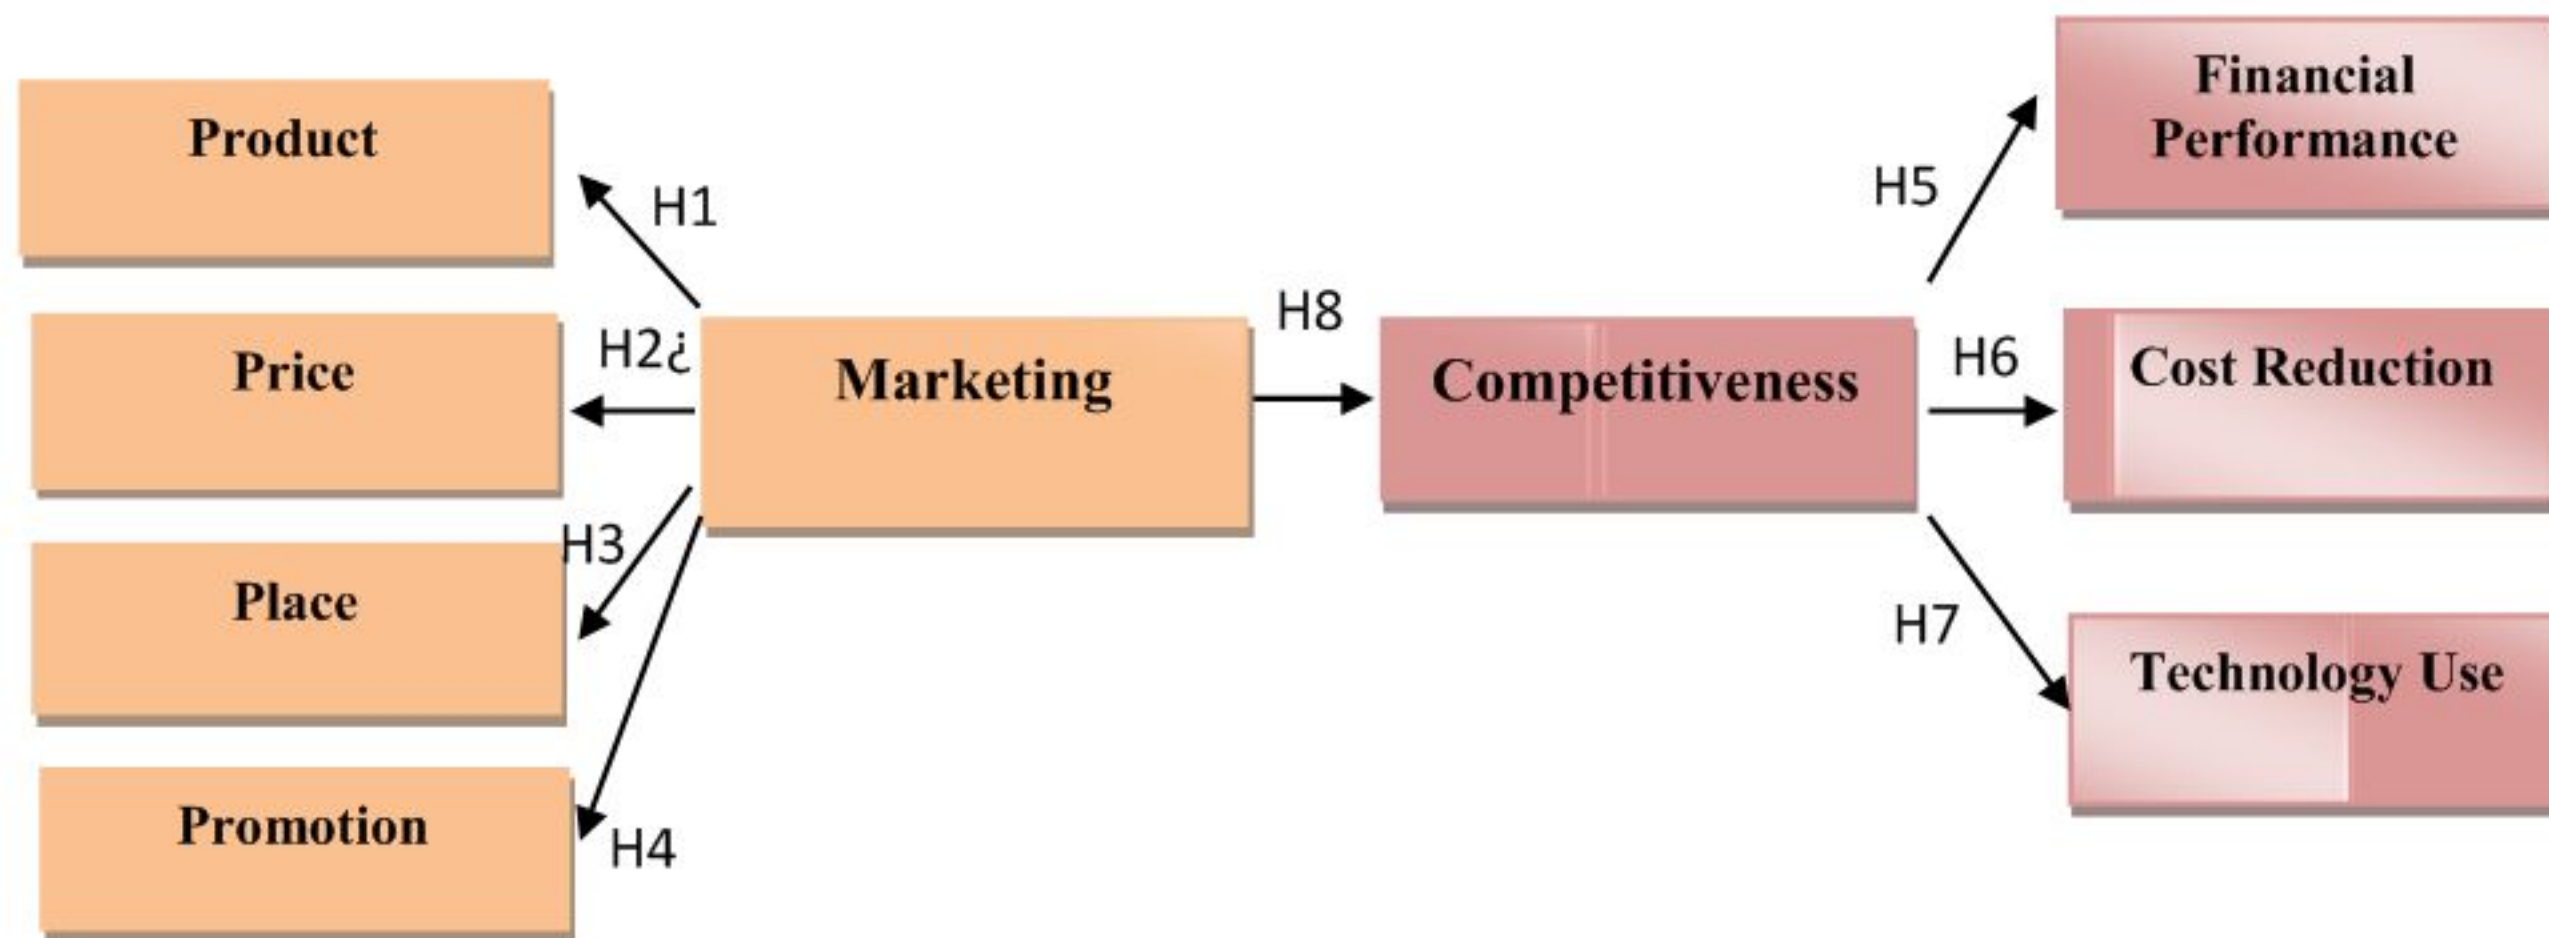 Product
H1
Price
H2¿
Place
H3
Promotion
H4
Marketing
H8
Competitiveness
H5
Financial
Performance
H6
Cost Reduction
H7
Technology Use